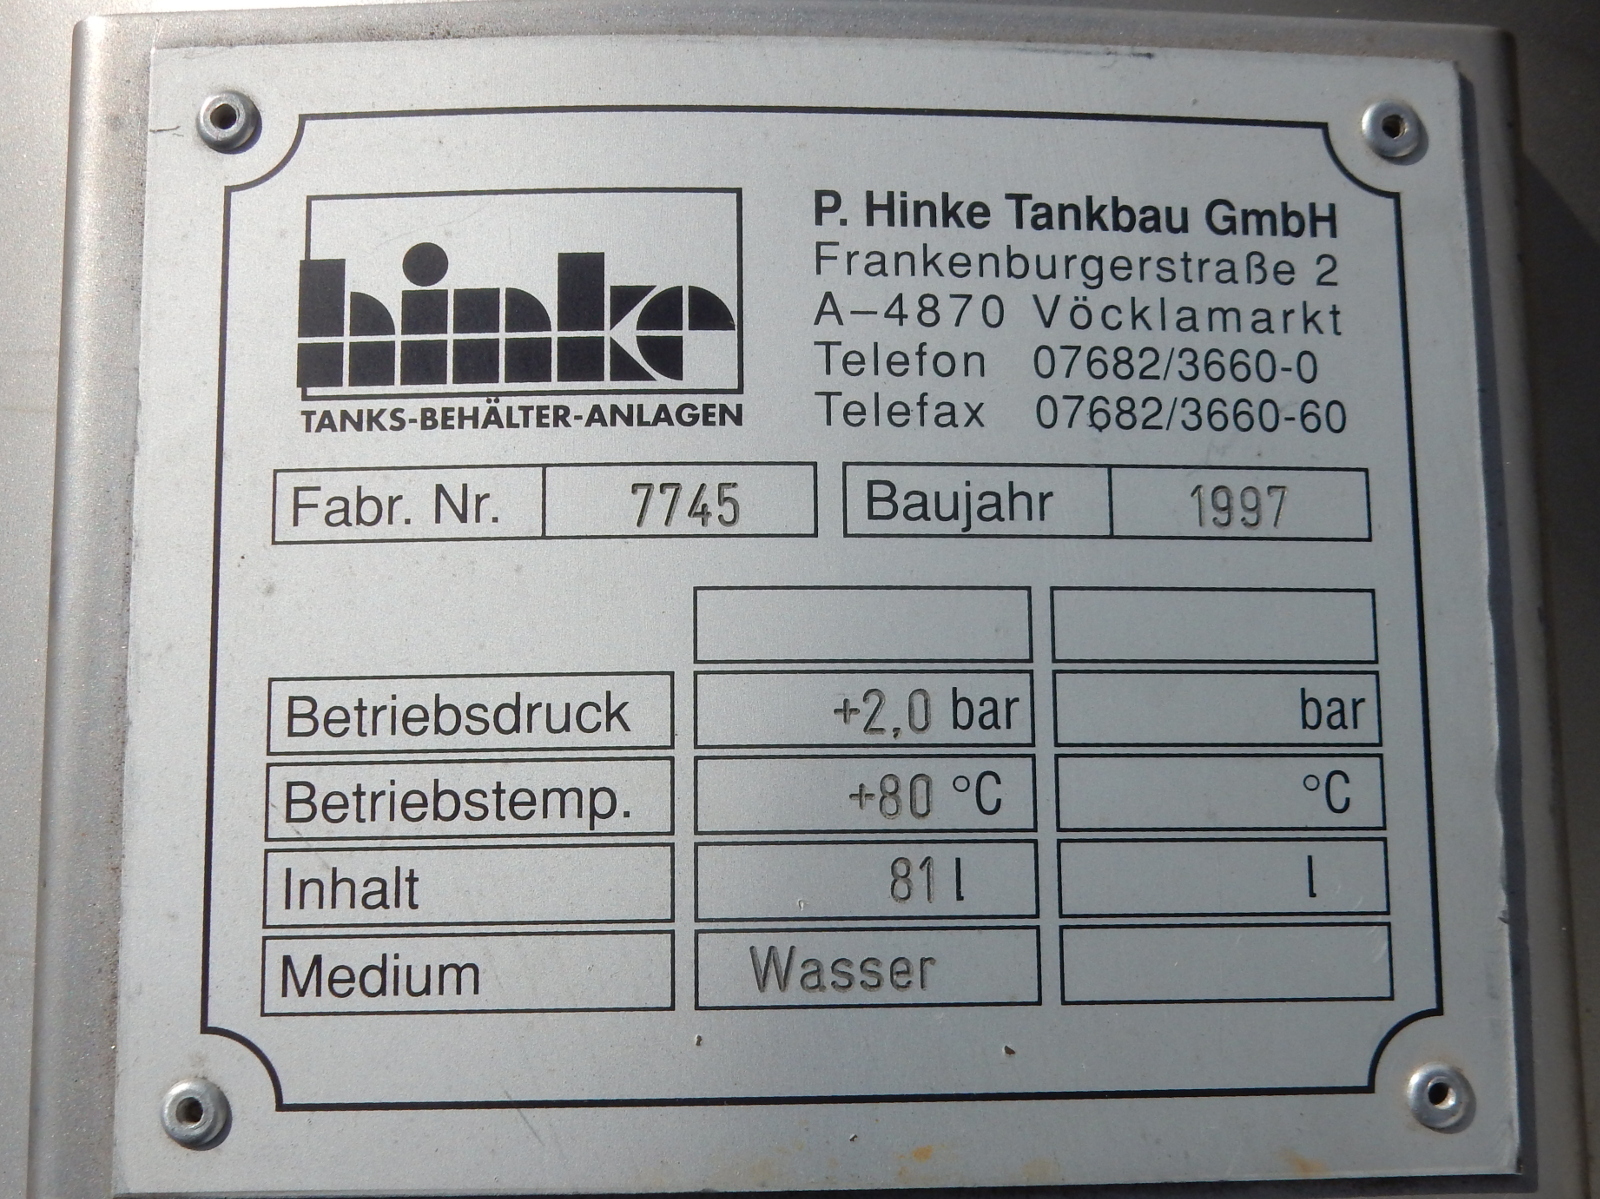 hinke
TANKS-BEHÄLTER-ANLAGEN
P. Hinke Tankbau GmbH
Frankenburgerstraße 2
A-4870 Vöcklamarkt
Telefon 07682/3660-0
Telefax 07682/3660-60
Fabr. Nr. 7745 Baujahr 1997
Betriebsdruck +2,0 bar bar
Betriebstemp. +80 °C °C
Inhalt 81 l l
Medium Wasser